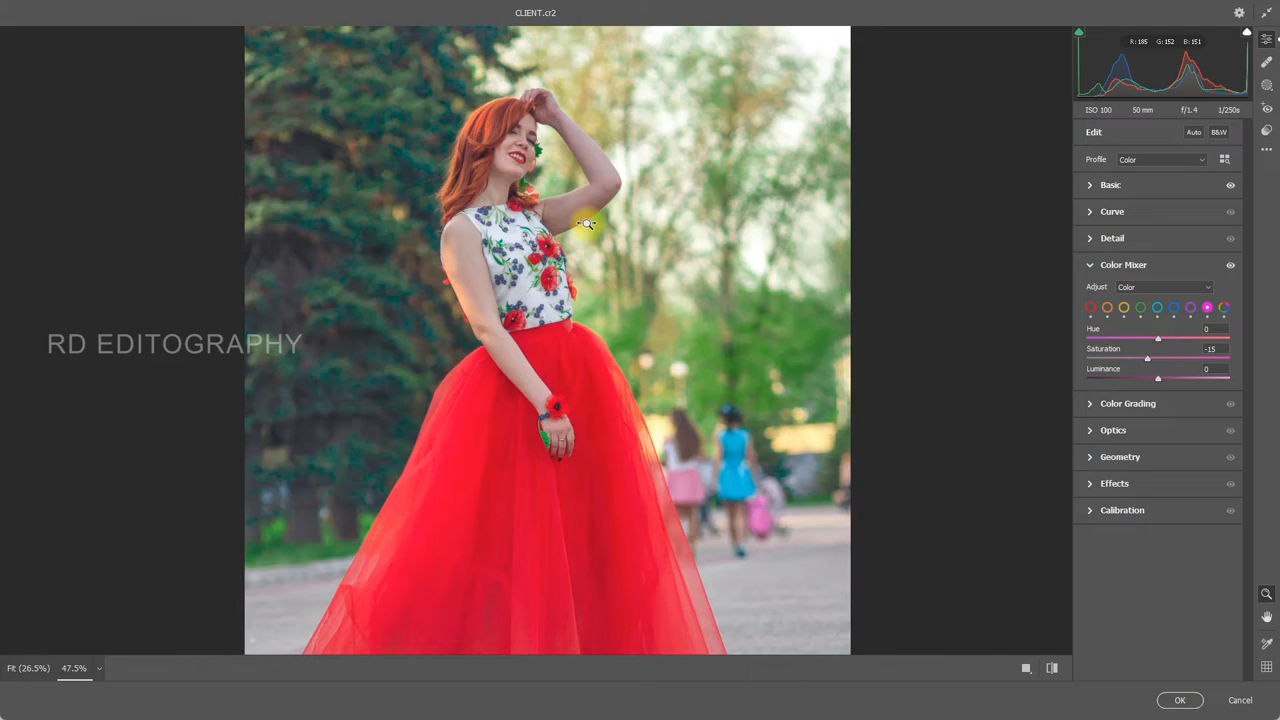 CLIENT.cr2
R: 185 G: 152 B: 151
ISO 100 50 mm f/1.4 1/250s
Edit Auto B&W
Profile Color
Basic
Curve
Detail
Color Mixer
Adjust Color
Hue 0
Saturation -15
Luminance 0
Color Grading
Optics
Geometry
Effects
Calibration
RD EDITOGRAPHY
Fit (26.5%) 47.5%
OK Cancel